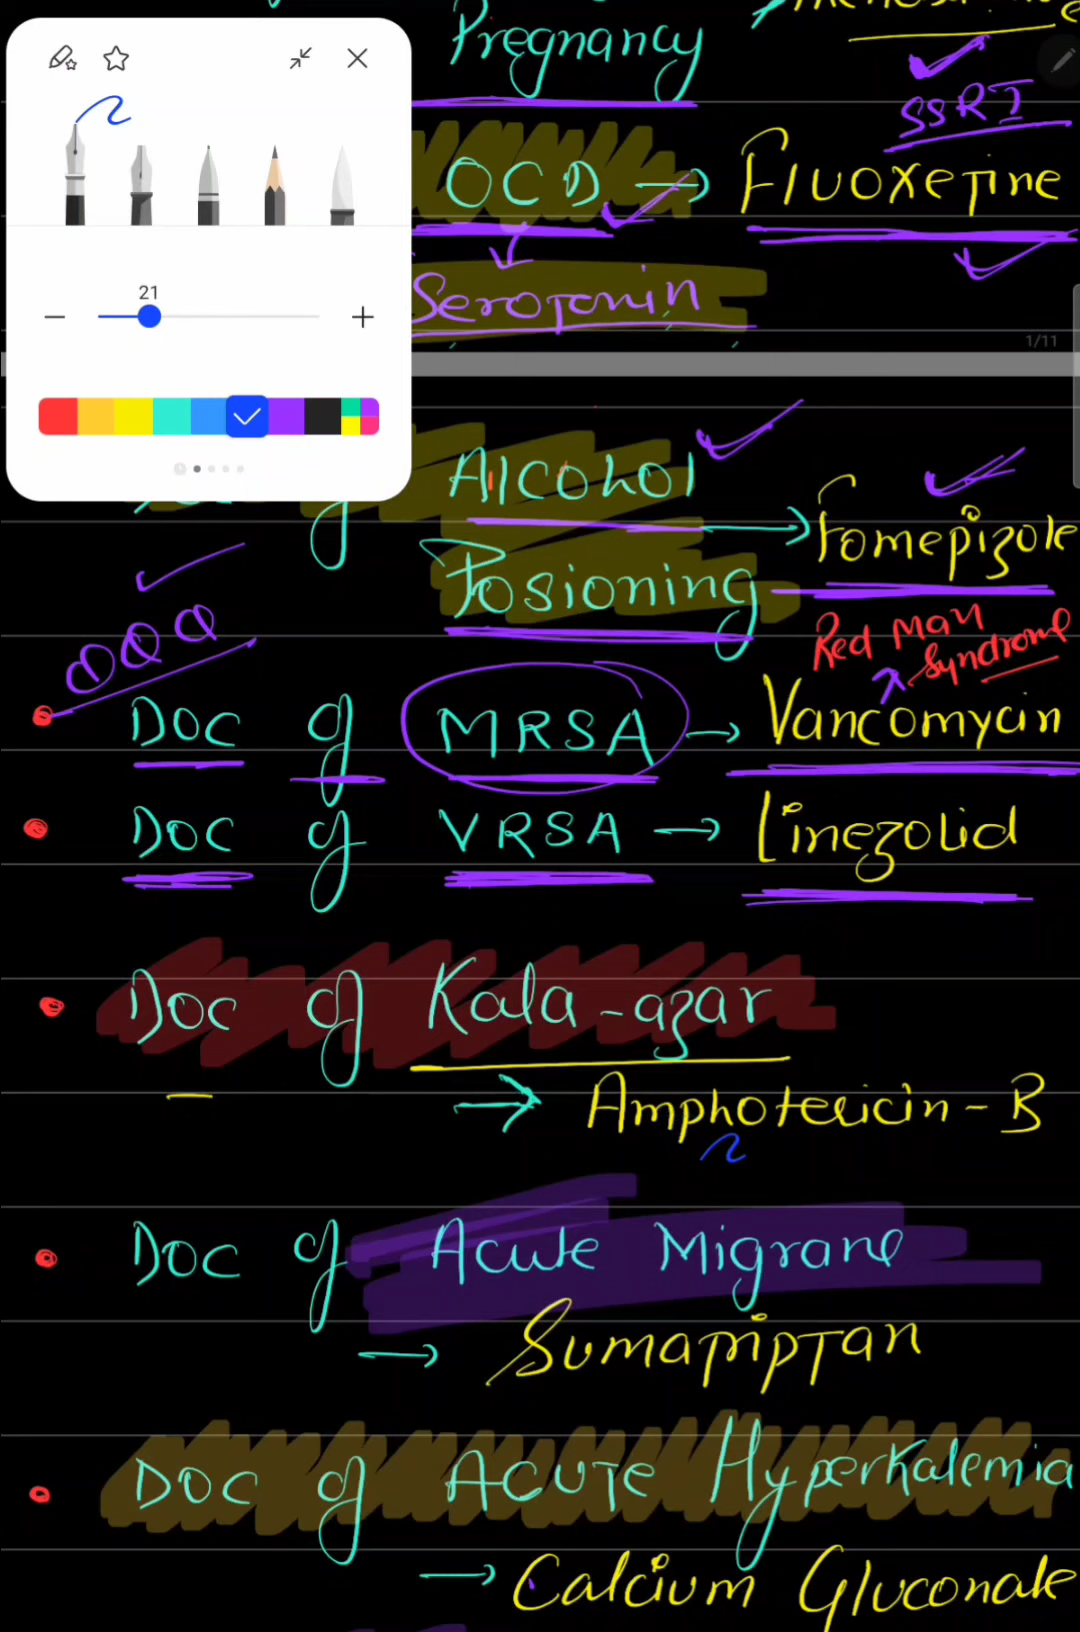 Pregnancy
SSRI
OCD → Fluoxetine
Serotonin
21
1/11
Alcohol
→ Fomepizole
Posioning
Red Man
Syndrome
DOC of MRSA → Vancomycin
DOC of VRSA → Linezolid
DOC of Kala-azar
→ Amphotericin-B
DOC of Acute Migrane
→ Sumatriptan
DOC of ACUTE Hyperkalemia
→ Calcium Gluconate